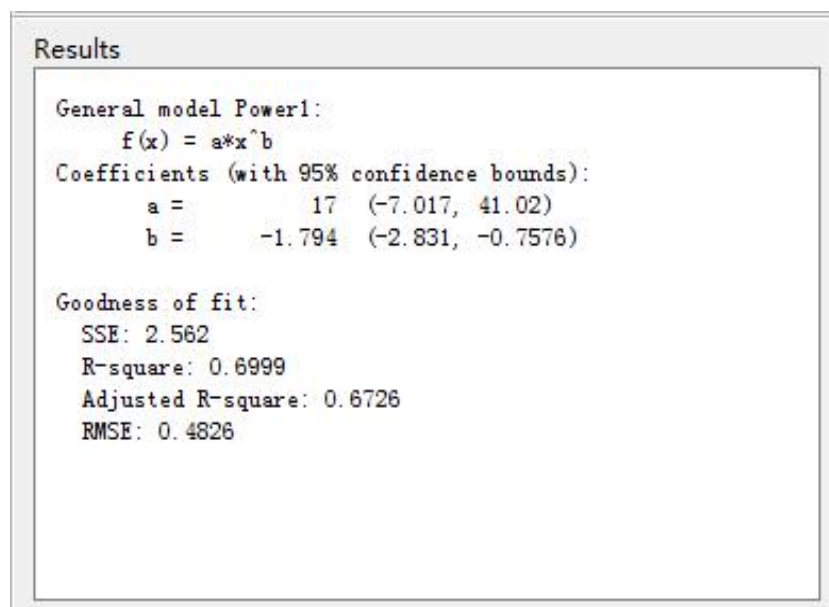 Results
General model Power1:
f(x) = a*x^b
Coefficients (with 95% confidence bounds):
a = 17 (-7.017, 41.02)
b = -1.794 (-2.831, -0.7576)
Goodness of fit:
SSE: 2.562
R-square: 0.6999
Adjusted R-square: 0.6726
RMSE: 0.4826